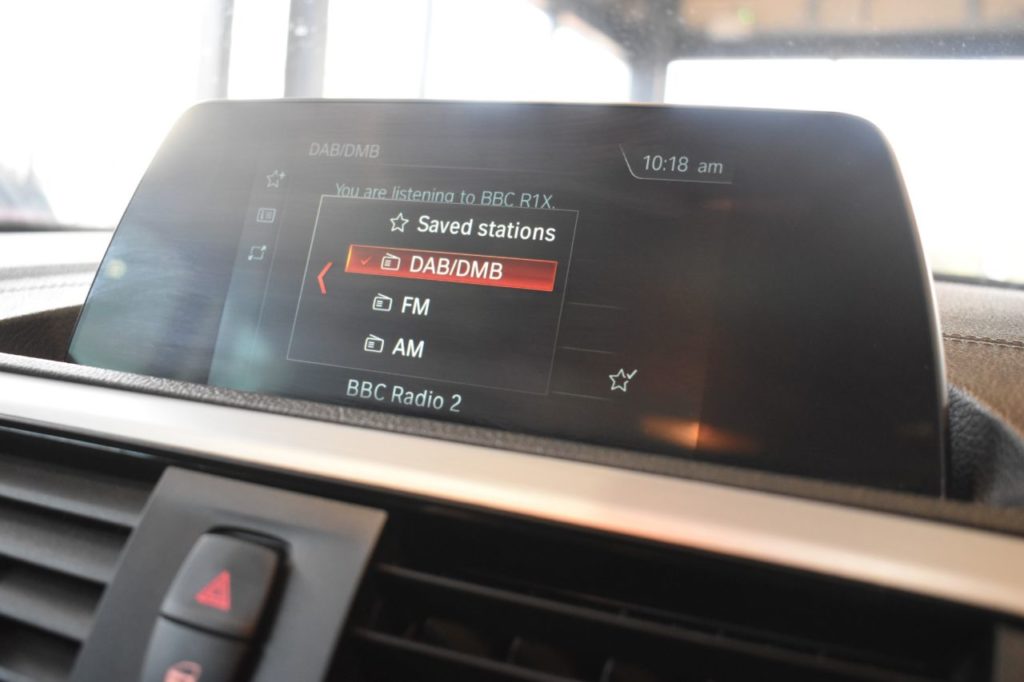 DAB/DMB
10:18 am
You are listening to BBC R1X.
Saved stations
DAB/DMB
FM
AM
BBC Radio 2